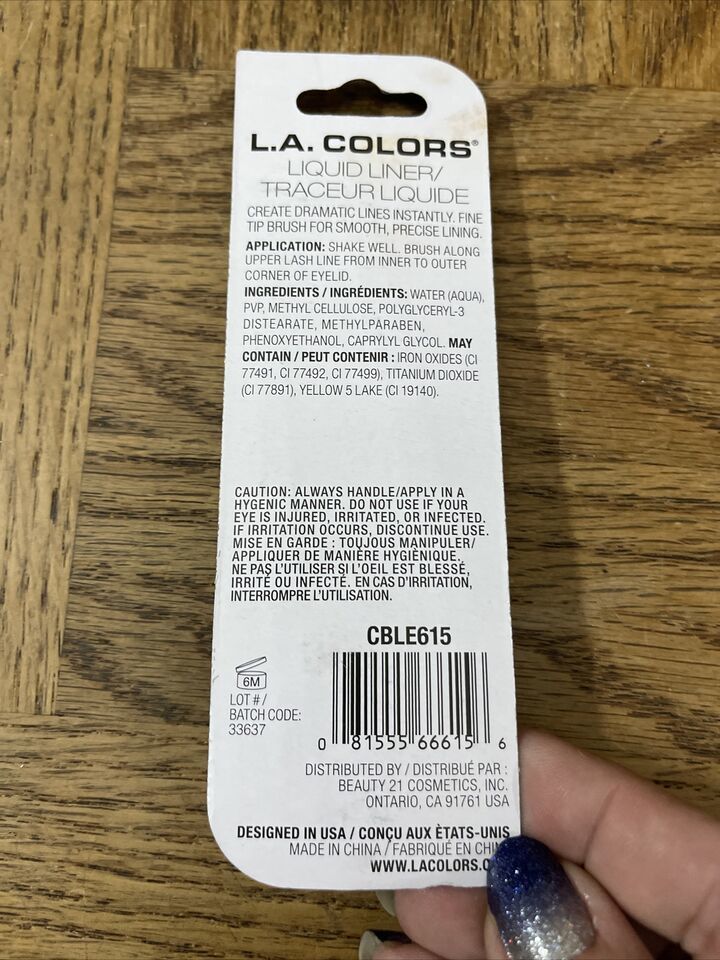 L.A. COLORS®
LIQUID LINER/
TRACEUR LIQUIDE
CREATE DRAMATIC LINES INSTANTLY. FINE
TIP BRUSH FOR SMOOTH, PRECISE LINING.
APPLICATION: SHAKE WELL. BRUSH ALONG
UPPER LASH LINE FROM INNER TO OUTER
CORNER OF EYELID.
INGREDIENTS / INGRÉDIENTS: WATER (AQUA),
PVP, METHYL CELLULOSE, POLYGLYCERYL-3
DISTEARATE, METHYLPARABEN,
PHENOXYETHANOL, CAPRYLYL GLYCOL. MAY
CONTAIN / PEUT CONTENIR : IRON OXIDES (CI
77491, CI 77492, CI 77499), TITANIUM DIOXIDE
(CI 77891), YELLOW 5 LAKE (CI 19140).
CAUTION: ALWAYS HANDLE/APPLY IN A
HYGENIC MANNER. DO NOT USE IF YOUR
EYE IS INJURED, IRRITATED, OR INFECTED.
IF IRRITATION OCCURS, DISCONTINUE USE.
MISE EN GARDE : TOUJOUS MANIPULER/
APPLIQUER DE MANIÈRE HYGIÈNIQUE.
NE PAS L'UTILISER SI L'OEIL EST BLESSÉ,
IRRITÉ OU INFECTÉ. EN CAS D'IRRITATION,
INTERROMPRE L'UTILISATION.
CBLE615
6M
LOT # /
BATCH CODE:
33637
0 81555 66615 6
DISTRIBUTED BY / DISTRIBUÉ PAR :
BEAUTY 21 COSMETICS, INC.
ONTARIO, CA 91761 USA
DESIGNED IN USA / CONÇU AUX ÈTATS-UNIS
MADE IN CHINA / FABRIQUÉ EN
WWW.LACOLORS.